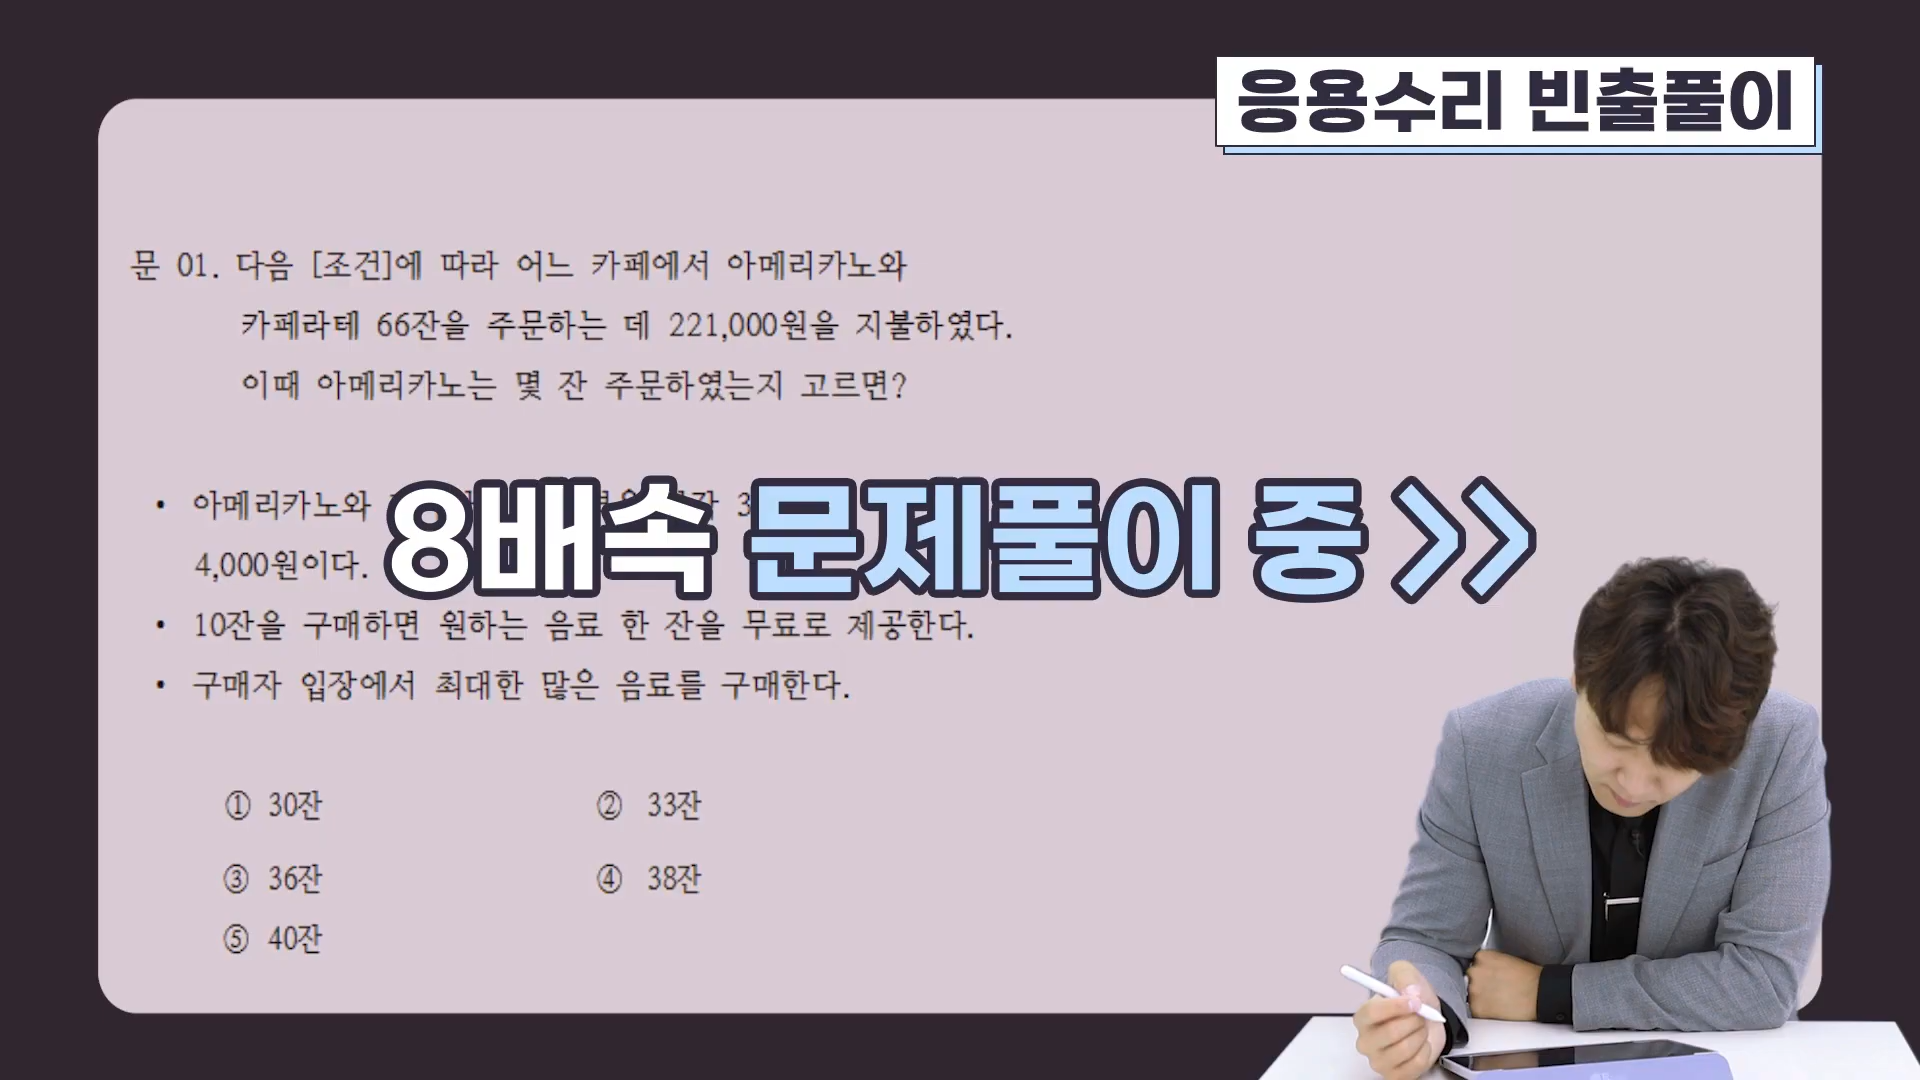 응용수리 빈출풀이
문 01. 다음 [조건]에 따라 어느 카페에서 아메리카노와
카페라테 66잔을 주문하는 데 221,000원을 지불하였다.
이때 아메리카노는 몇 잔 주문하였는지 고르면?
• 아메리카노와
8배속 문제풀이 중 >>
4,000원이다.
• 10잔을 구매하면 원하는 음료 한 잔을 무료로 제공한다.
• 구매자 입장에서 최대한 많은 음료를 구매한다.
① 30잔 ② 33잔
③ 36잔 ④ 38잔
⑤ 40잔